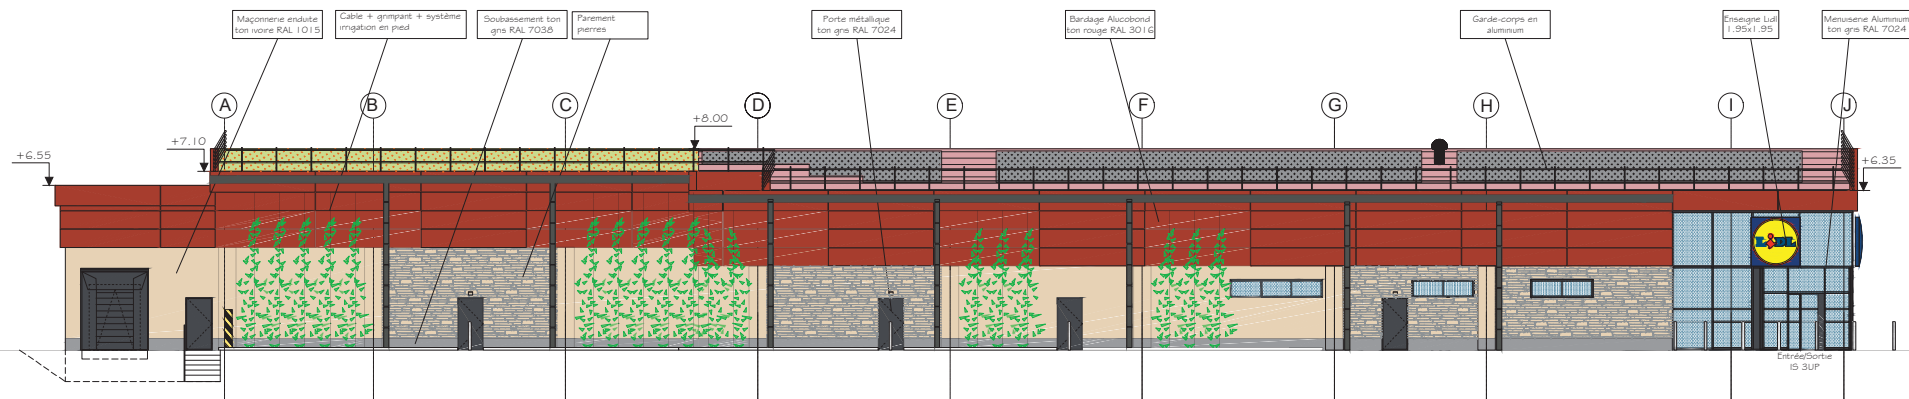 Maçonnerie enduite
ton ivoire RAL 1015
Cable + grimpant + système
irrigation en pied
Soubassement ton
gris RAL 7038
Parement
pierres
Porte métallique
ton gris RAL 7024
Bardage Alucobond
ton rouge RAL 3016
Garde-corps en
aluminium
Enseigne Lidl
1.95x1.95
Menuiserie Aluminium
ton gris RAL 7024
A
B
C
D
E
F
G
H
I
J
+8.00
+7.10
+6.55
+6.35
LIDL
Entrée/Sortie
IS 3UP